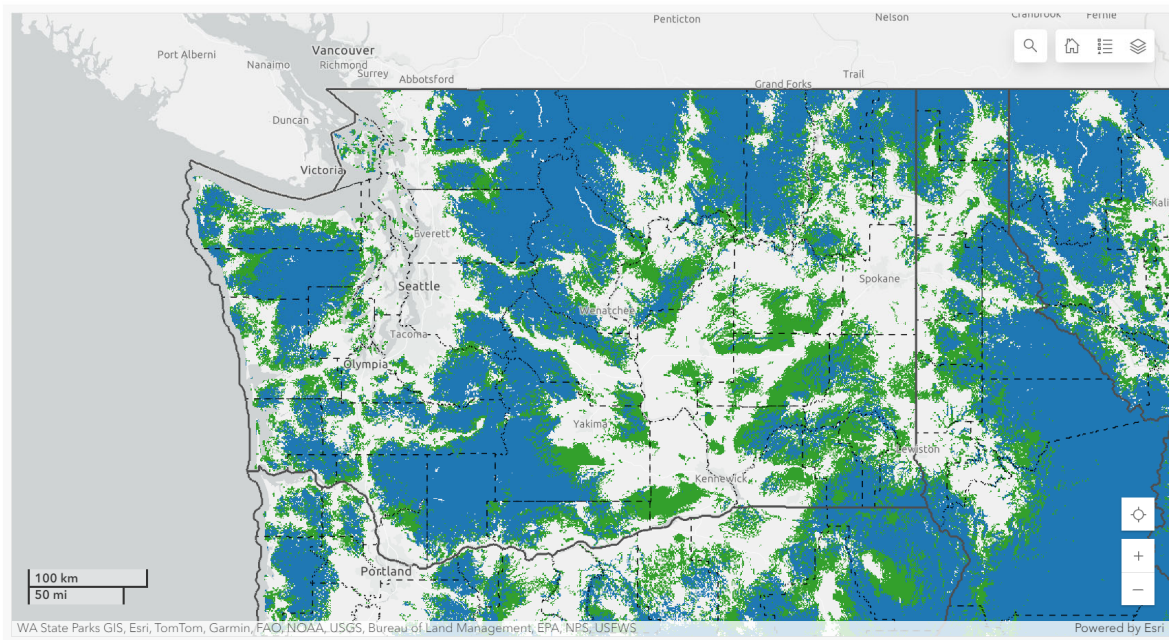 Penticton
Nelson
Cranbrook
Fernie
Port Alberni
Vancouver
Nanaimo
Richmond
Surrey
Abbotsford
Trail
Grand Forks
Duncan
Victoria
Kali
Everett
Spokane
Seattle
Wenatchee
Tacoma
Olympia
Yakima
Lewiston
Kennewick
Portland
100 km
50 mi
WA State Parks GIS, Esri, TomTom, Garmin, FAO, NOAA, USGS, Bureau of Land Management, EPA, NPS, USFWS
Powered by Esri